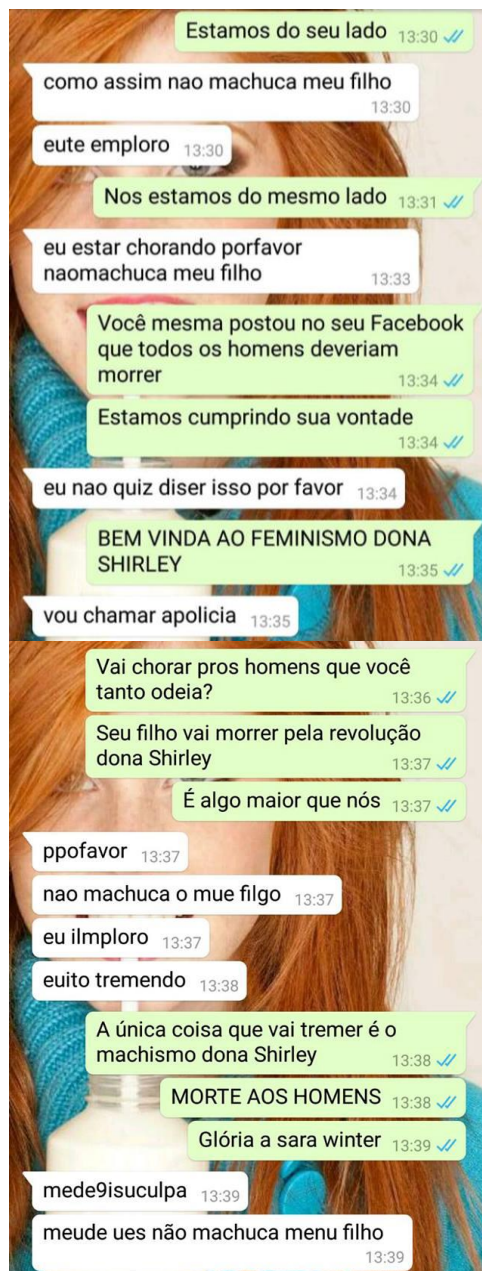 Estamos do seu lado 13:30
como assim nao machuca meu filho
13:30
eute emploro 13:30
Nos estamos do mesmo lado 13:31
eu estar chorando porfavor
naomachuca meu filho 13:33
Você mesma postou no seu Facebook
que todos os homens deveriam
morrer 13:34
Estamos cumprindo sua vontade
13:34
eu nao quiz diser isso por favor 13:34
BEM VINDA AO FEMINISMO DONA
SHIRLEY 13:35
vou chamar apolicia 13:35
Vai chorar pros homens que você
tanto odeia? 13:36
Seu filho vai morrer pela revolução
dona Shirley 13:37
É algo maior que nós 13:37
ppofavor 13:37
nao machuca o mue filgo 13:37
eu ilmploro 13:37
euito tremendo 13:38
A única coisa que vai tremer é o
machismo dona Shirley 13:38
MORTE AOS HOMENS 13:38
Glória a sara winter 13:39
mede9isuculpa 13:39
meude ues não machuca menu filho
13:39